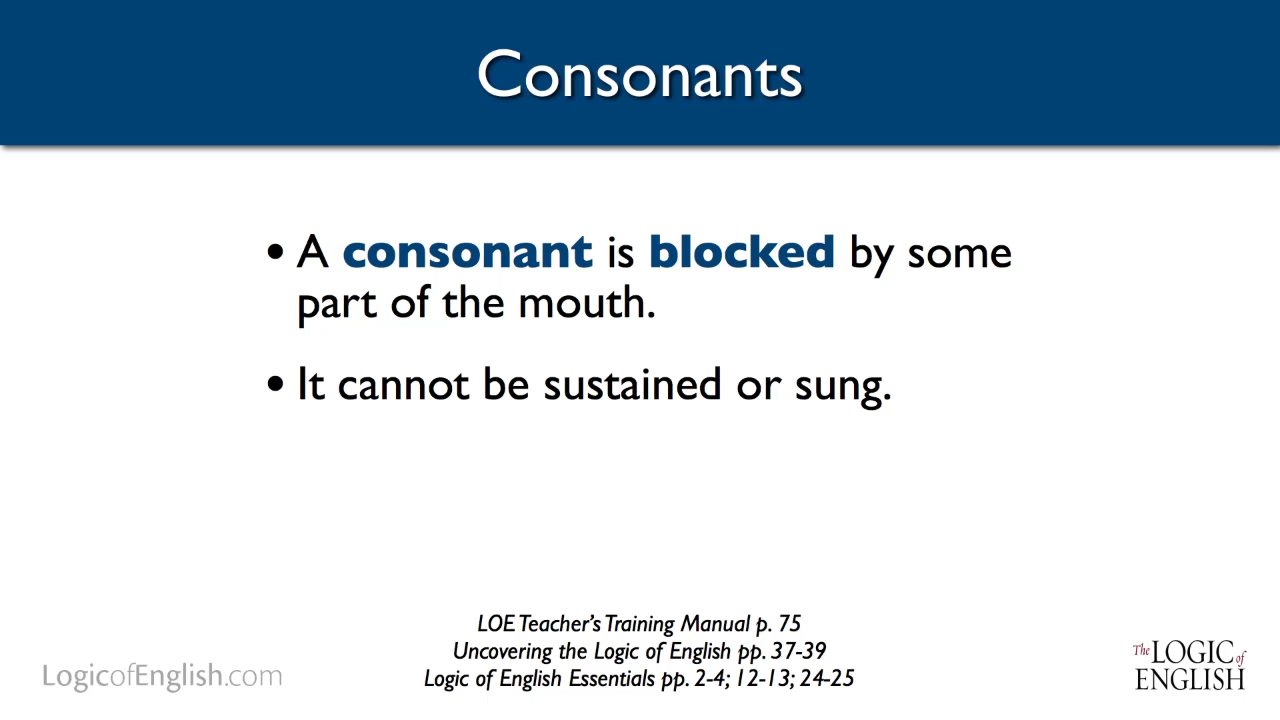 Consonants
• A consonant is blocked by some
part of the mouth.
• It cannot be sustained or sung.
LOE Teacher's Training Manual p. 75
Uncovering the Logic of English pp. 37-39
Logic of English Essentials pp. 2-4; 12-13; 24-25
LogicofEnglish.com
The LOGIC of
ENGLISH